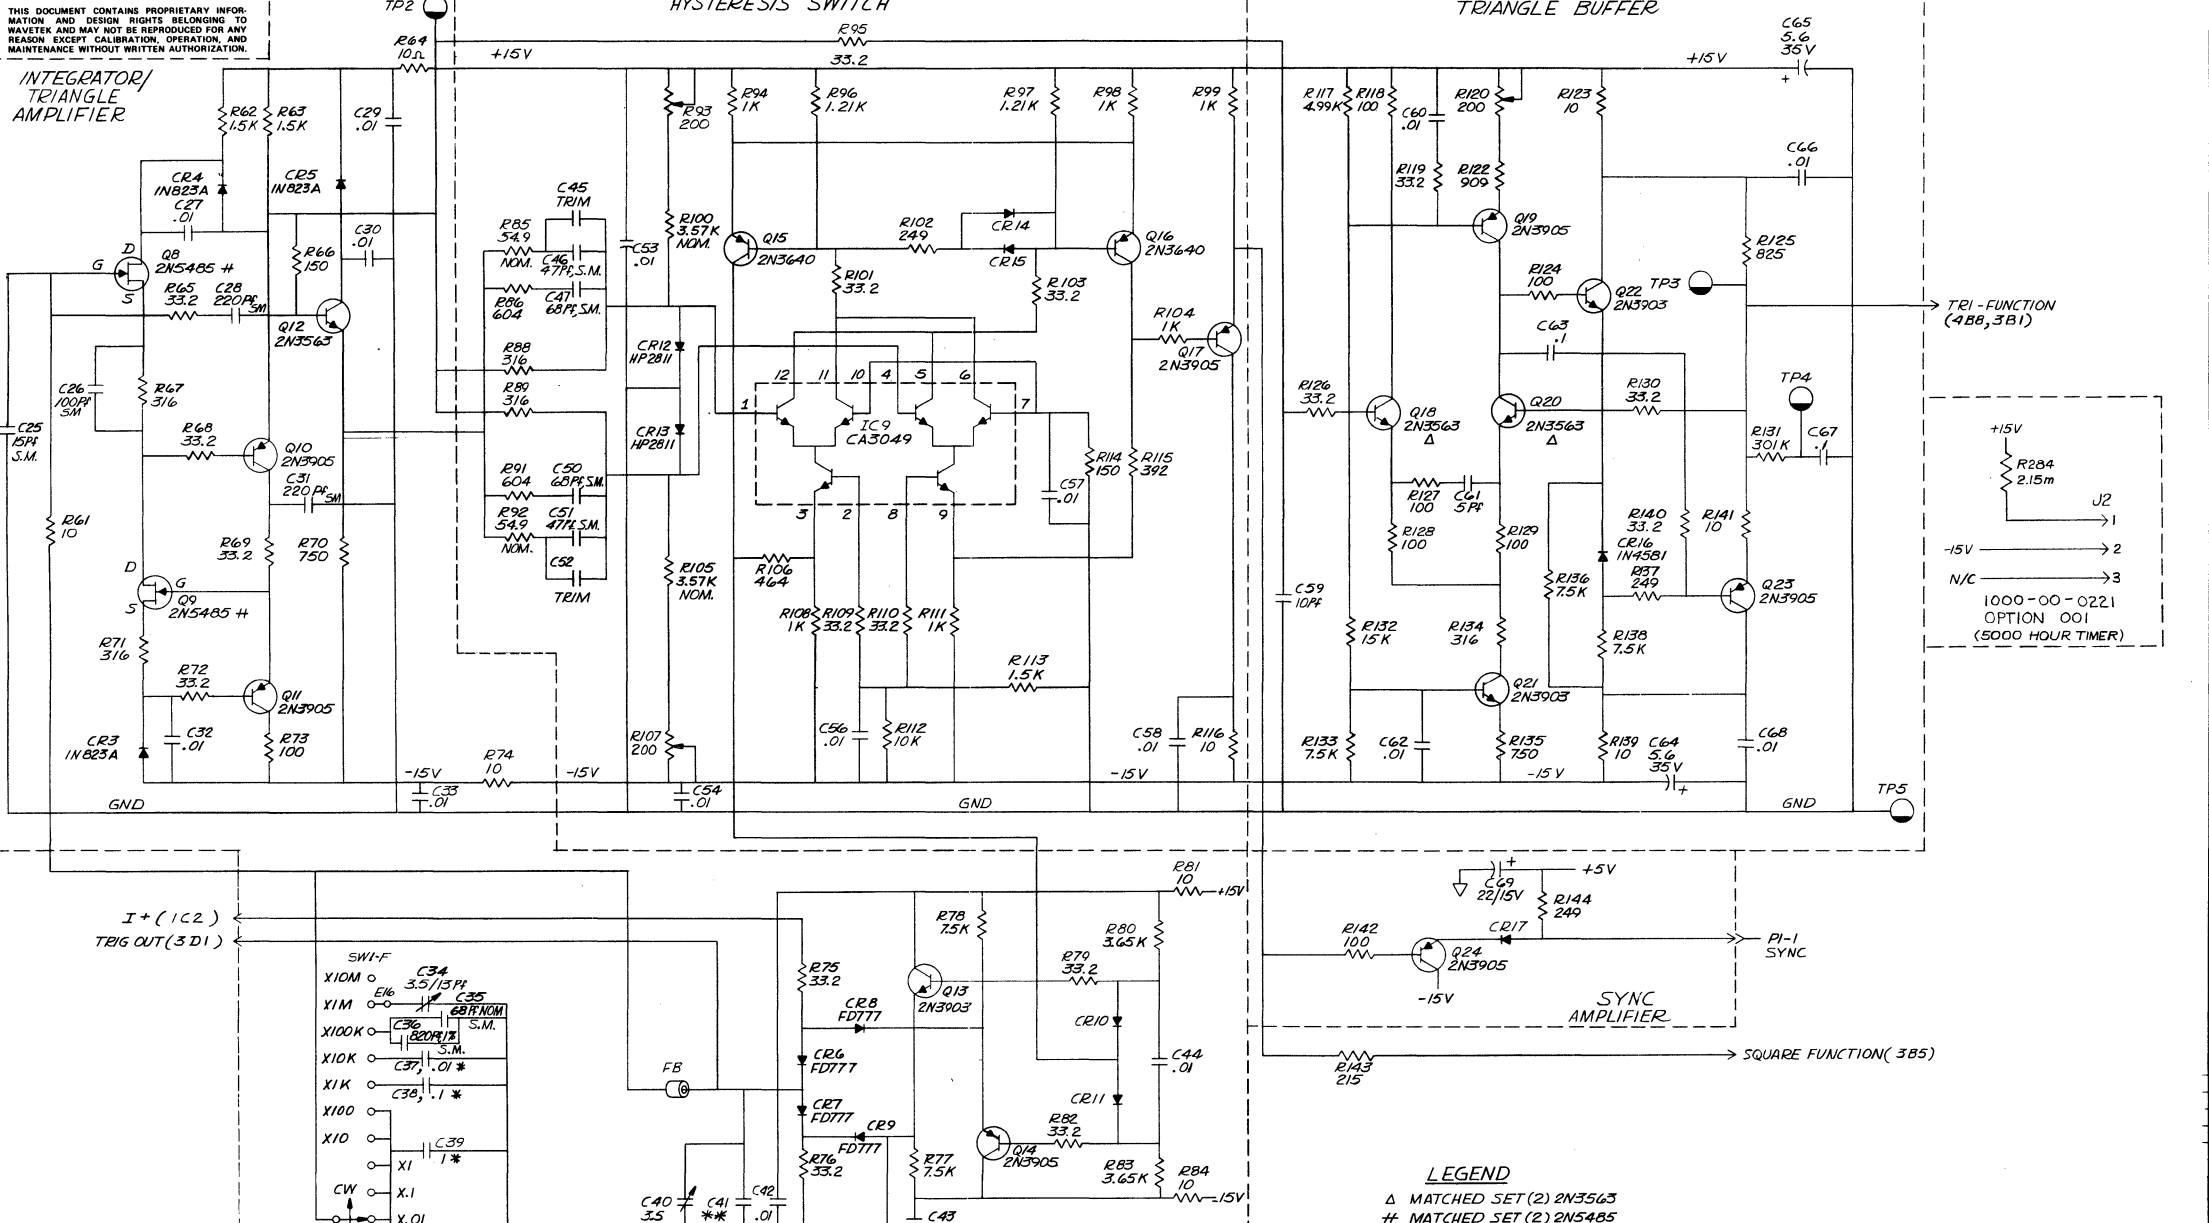 THIS DOCUMENT CONTAINS PROPRIETARY INFOR-
MATION AND DESIGN RIGHTS BELONGING TO
WAVETEK AND MAY NOT BE REPRODUCED FOR ANY
REASON EXCEPT CALIBRATION, OPERATION, AND
MAINTENANCE WITHOUT WRITTEN AUTHORIZATION.
TP2
HYSTERESIS SWITCH
TRIANGLE BUFFER
INTEGRATOR/
TRIANGLE
AMPLIFIER
R64
10Ω
+15V
R95
33.2
+15V
C65
5.6
35V
+
R62
1.5K
R63
1.5K
C29
.01
R93
200
R94
1K
R96
1.21K
R97
1.21K
R98
1K
R99
1K
R117
4.99K
R118
100
C60
.01
R120
200
R123
10
C66
.01
CR4
1N823A
C27
.01
CR5
1N823A
C30
.01
R66
150
C45
TRIM
R85
54.9
NOM.
C46
47Pf, S.M.
R86
604
C47
68Pf, S.M.
C53
.01
R100
3.57K
NOM.
Q15
2N3640
R102
249
CR14
CR15
Q16
2N3640
R101
33.2
R103
33.2
R119
33.2
R122
909
Q19
2N3905
R124
100
Q22
2N3903
TP3
R125
825
TRI-FUNCTION
(4B8,3B1)
D
G
S
Q8
2N5485 #
R65
33.2
C28
220Pf
SM
Q12
2N3563
R88
316
R89
316
CR12
HP2811
CR13
HP2811
R104
1K
Q17
2N3905
C63
.1
C26
100Pf
SM
R67
316
C25
15Pf
S.M.
R68
33.2
Q10
2N3905
C31
220Pf
SM
12
11
10
4
5
6
1
7
IC9
CA3049
3
2
8
9
R126
33.2
Q18
2N3563
Δ
Q20
2N3563
Δ
R130
33.2
TP4
R131
301K
C67
.1
R114
150
R115
392
C57
.01
R127
100
C61
5Pf
+15V
R284
2.15m
J2
1
-15V
2
N/C
3
1000-00-0221
OPTION 001
(5000 HOUR TIMER)
R61
10
R69
33.2
R70
750
R91
604
C50
68Pf, S.M.
R92
54.9
NOM.
C51
47Pf, S.M.
C52
TRIM
R105
3.57K
NOM.
R106
464
R128
100
R129
100
R140
33.2
R141
10
CR16
1N4581
R137
249
R136
7.5K
Q23
2N3905
D
G
S
Q9
2N5485 #
C59
10Pf
R71
316
R72
33.2
Q11
2N3905
R108
1K
R109
33.2
R110
33.2
R111
1K
R113
1.5K
R132
15K
R134
316
R138
7.5K
Q21
2N3903
CR3
1N823A
C32
.01
R73
100
R74
10
R107
200
C56
.01
R112
10K
C58
.01
R116
10
R133
7.5K
C62
.01
R135
750
R139
10
C64
5.6
35V
+
C68
.01
-15V
-15V
-15V
-15V
C33
.01
C54
.01
GND
GND
GND
TP5
I+(1C2)
TRIG OUT(3D1)
R81
10
+15V
R78
7.5K
R80
3.65K
R75
33.2
R79
33.2
Q13
2N3903
CR8
FD777
CR10
CR6
FD777
FB
CR7
FD777
CR9
FD777
CR11
C44
.01
R82
33.2
Q14
2N3905
R76
33.2
R77
7.5K
R83
3.65K
R84
10
-15V
C40
3.5
C41
**
C42
.01
C43
SW1-F
X10M
X1M
E16
C34
3.5/13Pf
C35
68PfNOM
S.M.
X100K
C36
820Pf,1%
S.M.
X10K
C37, .01 *
X1K
C38, .1 *
X100
X10
C39
1 *
X1
CW
X.1
X.01
C69
22/15V
+
+5V
R144
249
R142
100
CR17
Q24
2N3905
-15V
P1-1
SYNC
SYNC
AMPLIFIER
R143
215
SQUARE FUNCTION(3B5)
LEGEND
Δ MATCHED SET (2) 2N3563
# MATCHED SET (2) 2N5485